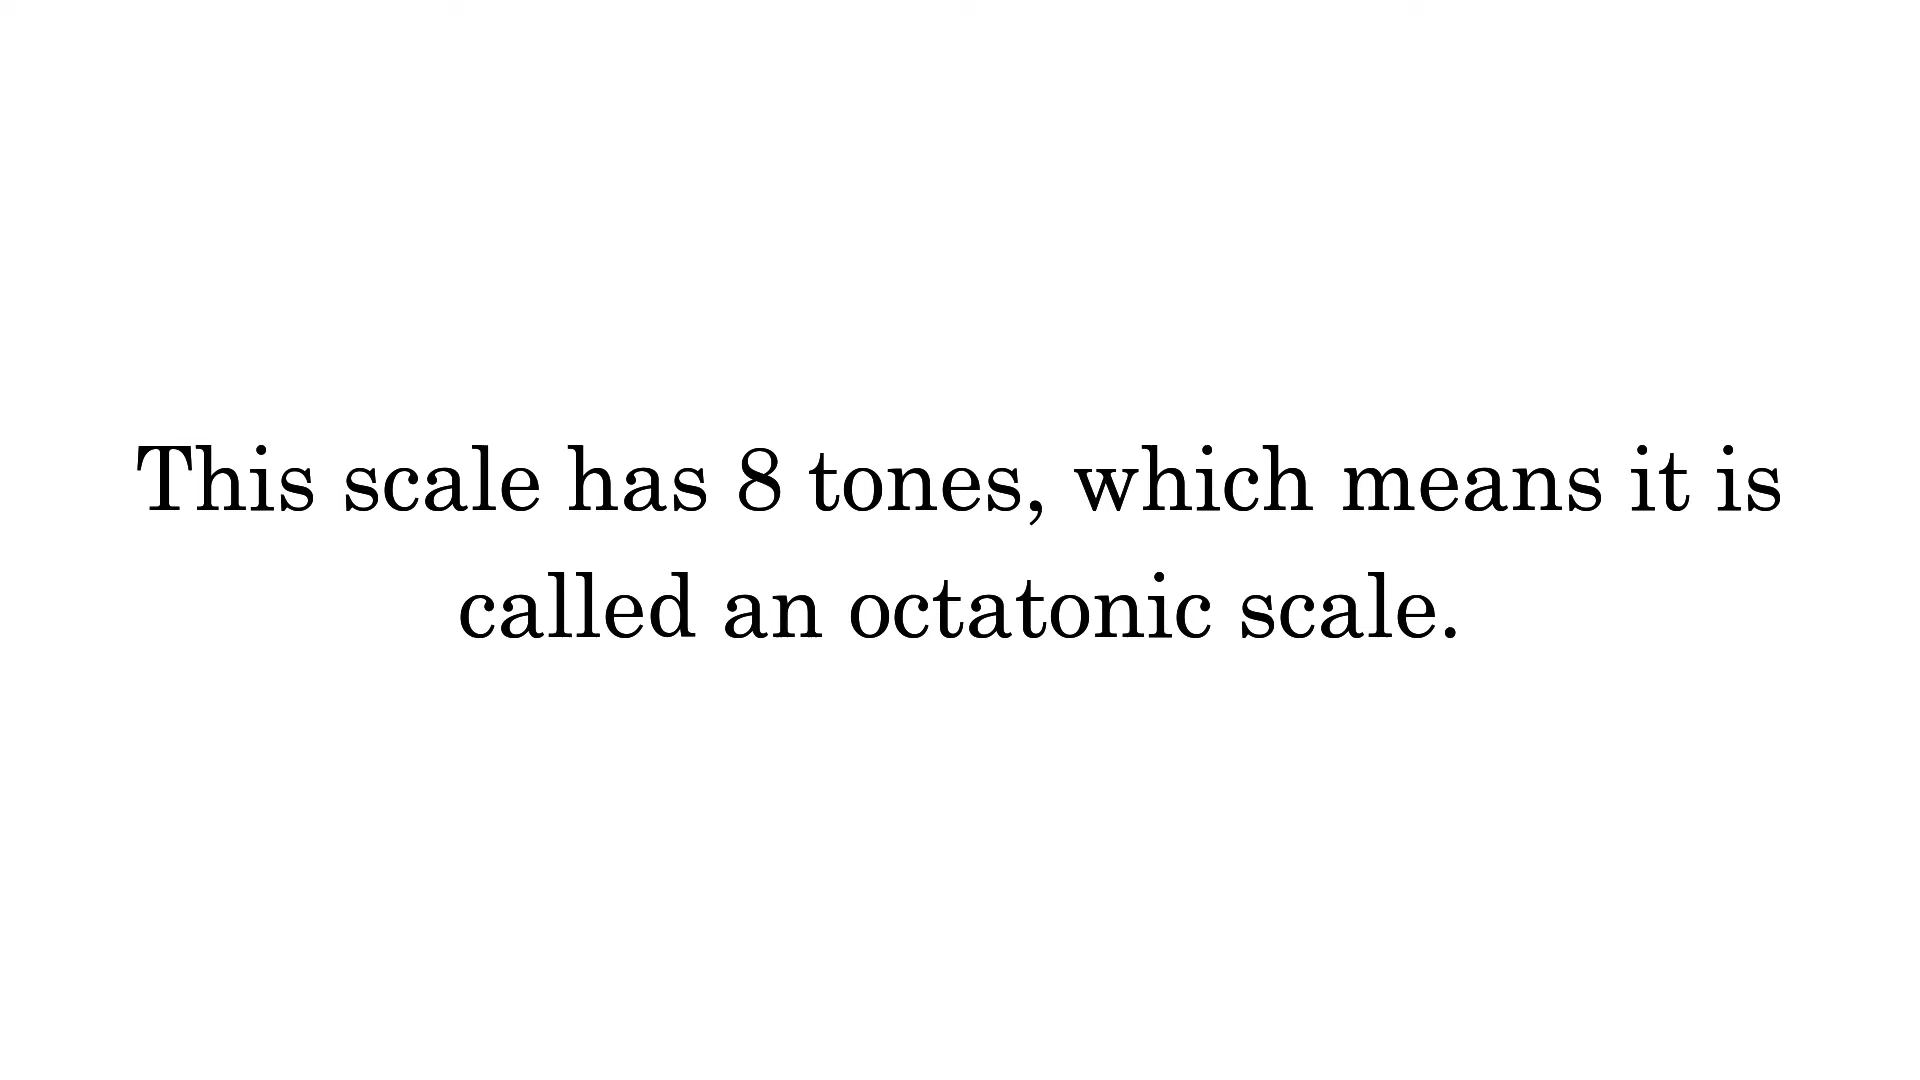 This scale has 8 tones, which means it is
called an octatonic scale.